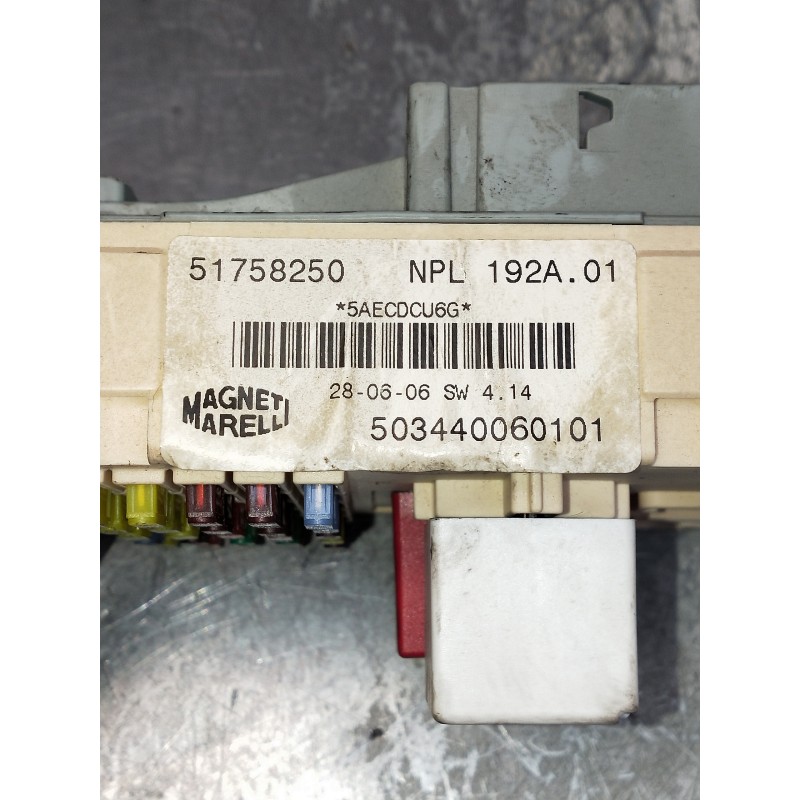 51758250 NPL 192A.01
*5AECDCU6G*
28-06-06 SW 4.14
MAGNETI
MARELLI
503440060101